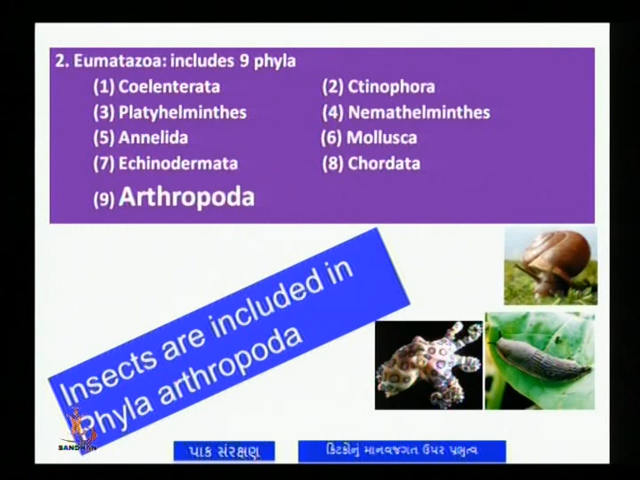 2. Eumatazoa: includes 9 phyla
(1) Coelenterata (2) Ctinophora
(3) Platyhelminthes (4) Nemathelminthes
(5) Annelida (6) Mollusca
(7) Echinodermata (8) Chordata
(9) Arthropoda
Insects are included in
Phyla arthropoda
SANDHAN
પાક સંરક્ષણ કિટકોનું માનવજગત ઉપર પ્રભુત્વ